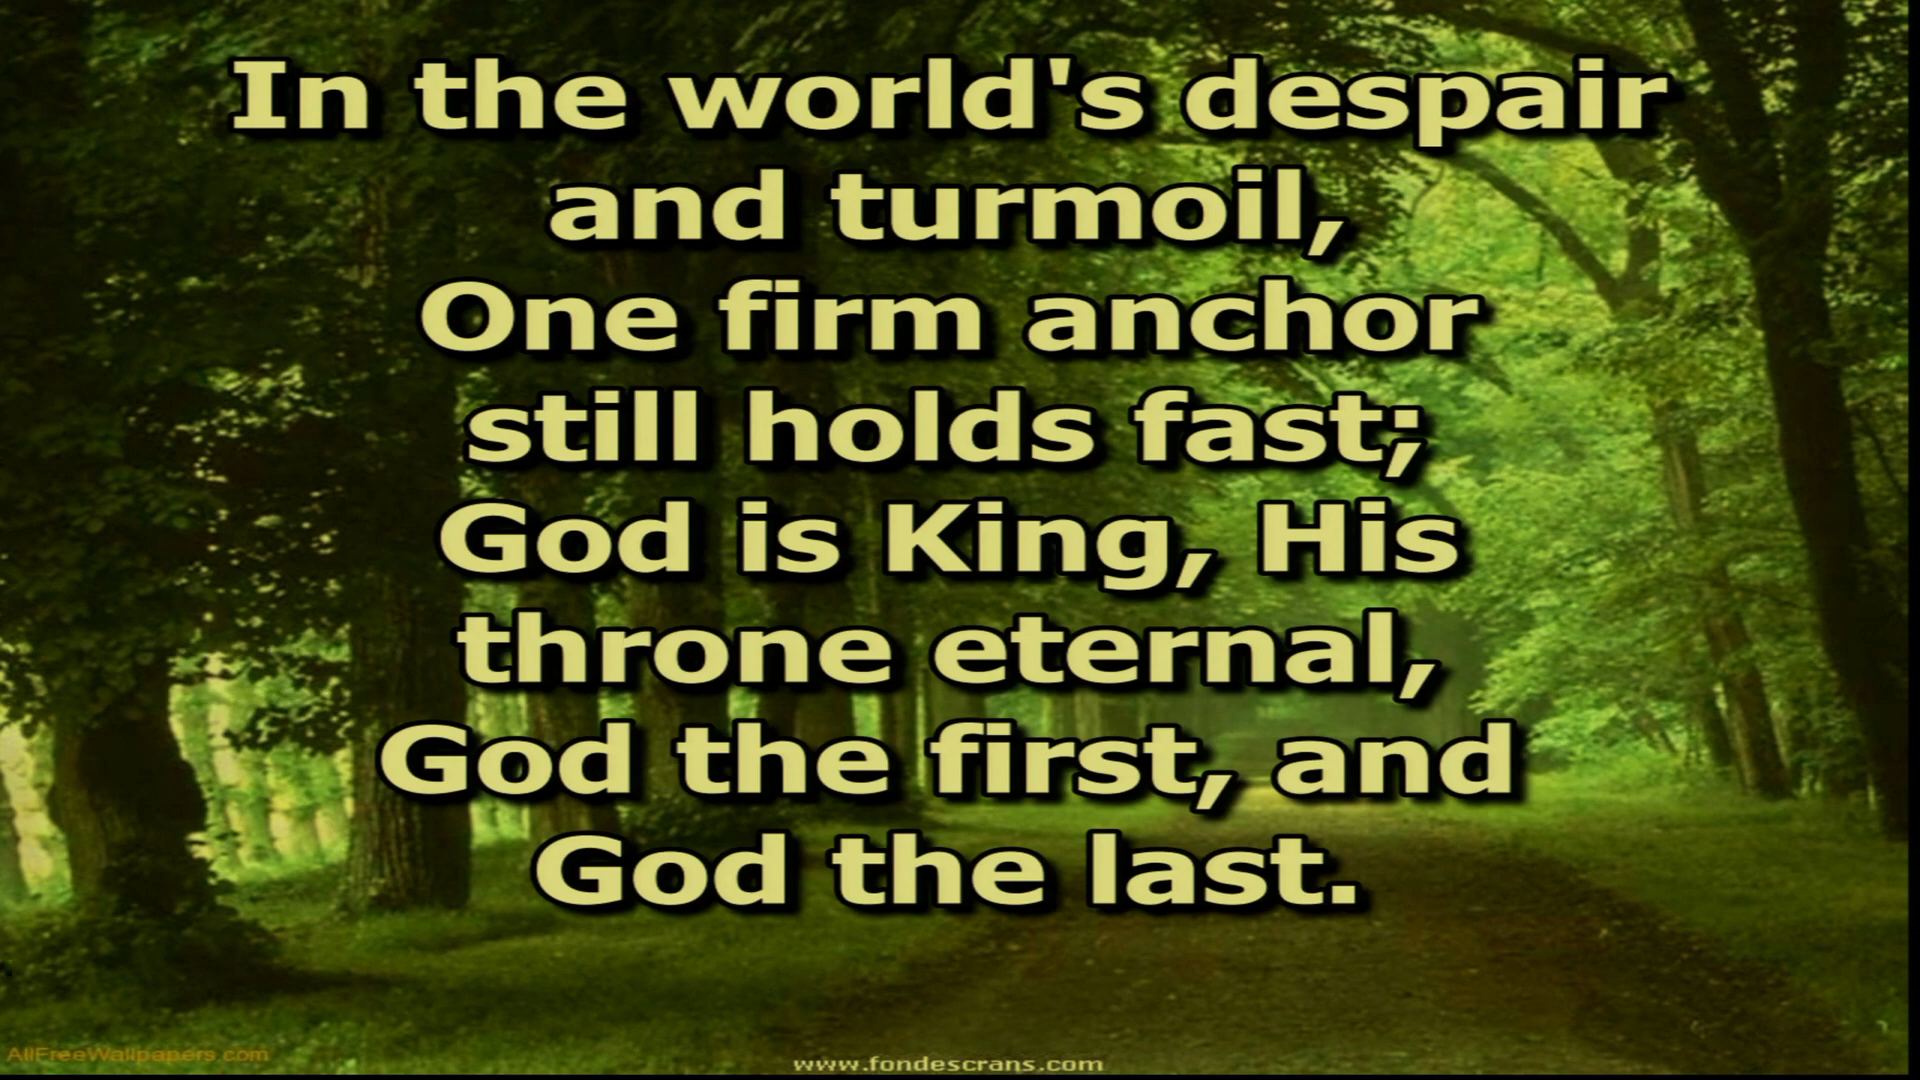 In the world's despair
and turmoil,
One firm anchor
still holds fast;
God is King, His
throne eternal,
God the first, and
God the last.
AllFreeWallpapers.com
www.fondescrans.com